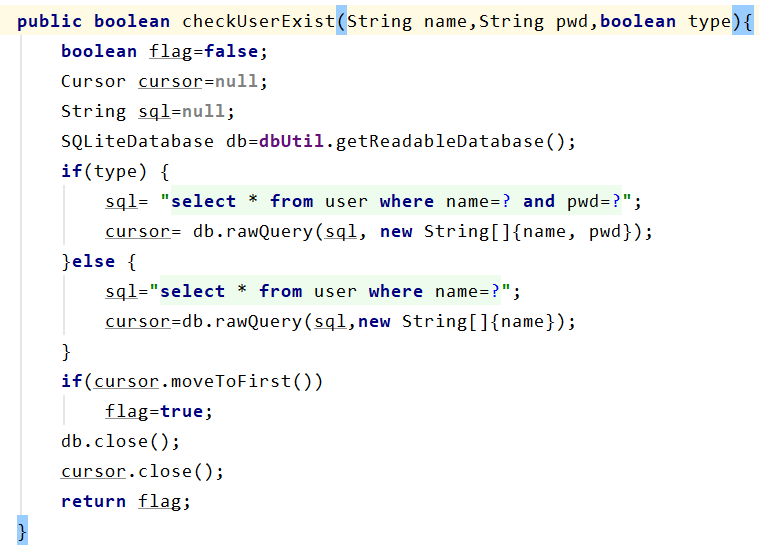 public boolean checkUserExist(String name,String pwd,boolean type){
    boolean flag=false;
    Cursor cursor=null;
    String sql=null;
    SQLiteDatabase db=dbUtil.getReadableDatabase();
    if(type) {
        sql= "select * from user where name=? and pwd=?";
        cursor= db.rawQuery(sql, new String[]{name, pwd});
    }else {
        sql="select * from user where name=?";
        cursor=db.rawQuery(sql,new String[]{name});
    }
    if(cursor.moveToFirst())
        flag=true;
    db.close();
    cursor.close();
    return flag;
}